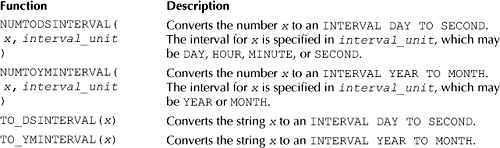 Function Description
NUMTODSINTERVAL( Converts the number x to an INTERVAL DAY TO SECOND.
x, interval_unit The interval for x is specified in interval_unit, which may
) be DAY, HOUR, MINUTE, or SECOND.
NUMTOYMINTERVAL( Converts the number x to an INTERVAL YEAR TO MONTH.
x, interval_unit The interval for x is specified in interval_unit, which may
) be YEAR or MONTH.
TO_DSINTERVAL(x) Converts the string x to an INTERVAL DAY TO SECOND.
TO_YMINTERVAL(x) Converts the string x to an INTERVAL YEAR TO MONTH.